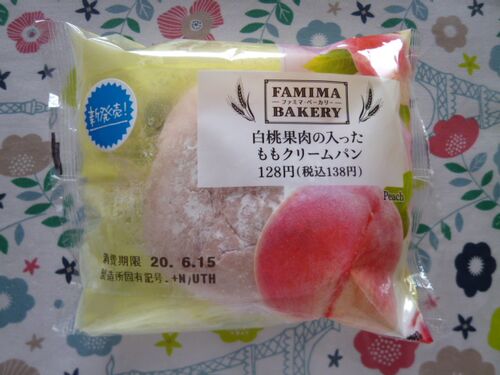 新発売!
FAMIMA
ファミマ・ベーカリー
BAKERY
白桃果肉の入った
ももクリームパン
128円(税込138円)
Peach
消費期限 20. 6.15
製造所固有記号.+N/UTH